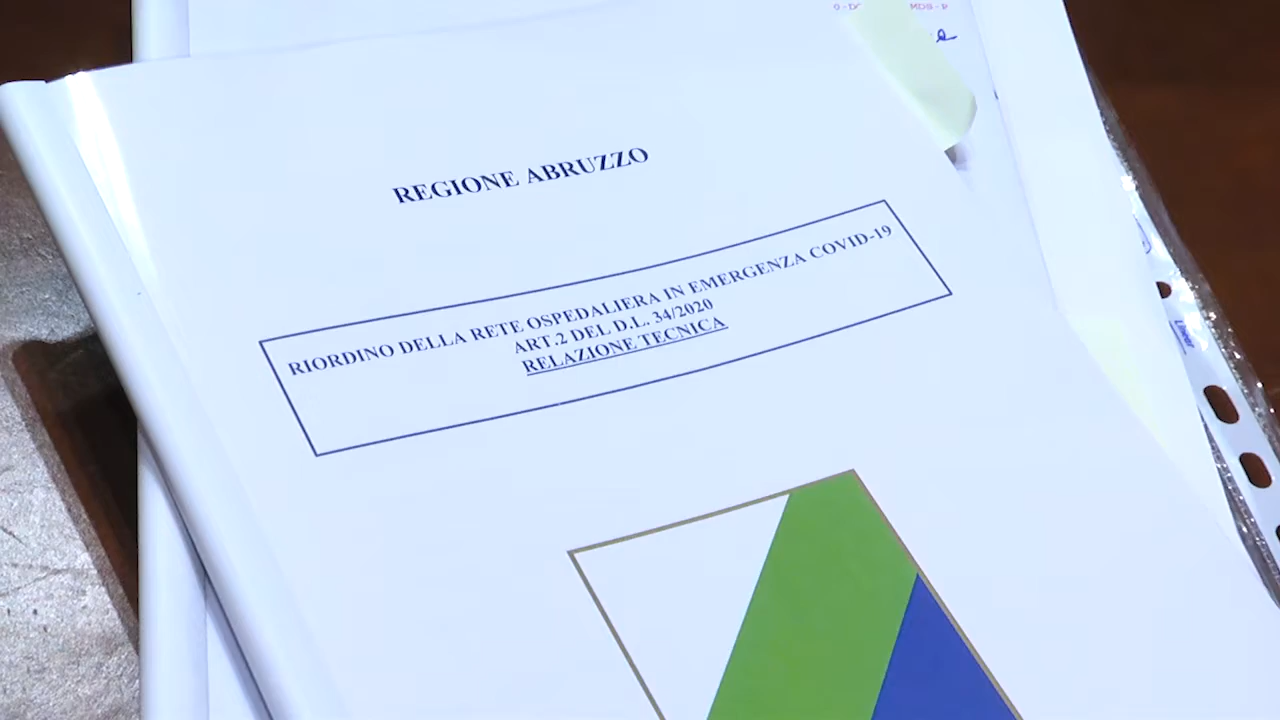 REGIONE ABRUZZO
RIORDINO DELLA RETE OSPEDALIERA IN EMERGENZA COVID-19
ART.2 DEL D.L. 34/2020
RELAZIONE TECNICA